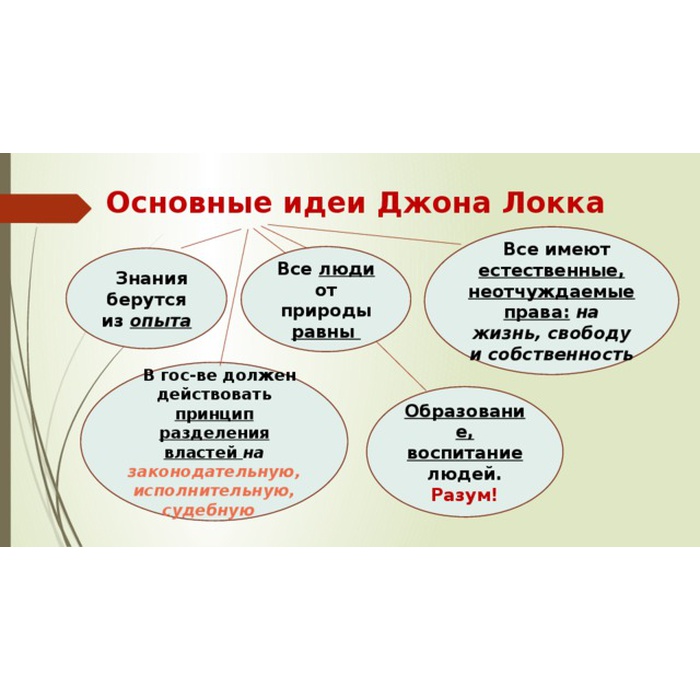 Основные идеи Джона Локка
Знания
берутся
из опыта
Все люди
от
природы
равны
Все имеют
естественные,
неотчуждаемые
права: на
жизнь, свободу
и собственность
В гос-ве должен
действовать
принцип
разделения
властей на
законодательную,
исполнительную,
судебную
Образовани
е,
воспитание
людей.
Разум!